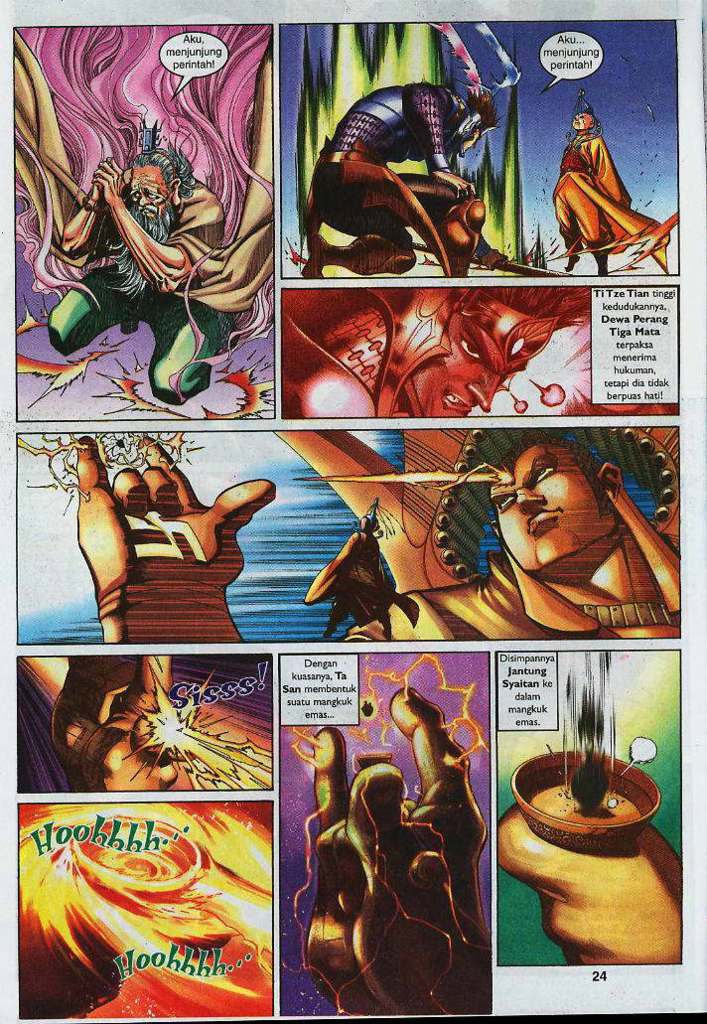 Aku,
menjunjung
perintah!
Aku...
menjunjung
perintah!
Ti Tze Tian tinggi
kedudukannya,
Dewa Perang
Tiga Mata
terpaksa
menerima
hukuman,
tetapi dia tidak
berpuas hati!
Sisss!
Hoohhhh...
Hoohhhh...
Dengan
kuasanya, Ta
San membentuk
suatu mangkuk
emas...
Disimpannya
Jantung
Syaitan ke
dalam
mangkuk
emas.
24